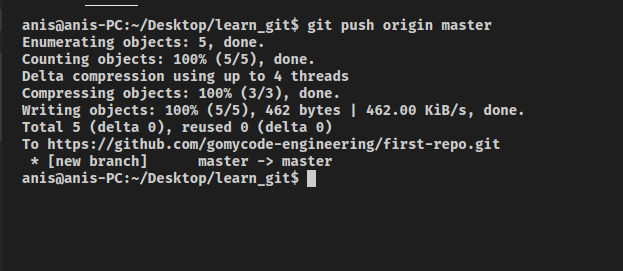 anis@anis-PC:~/Desktop/learn_git$ git push origin master
Enumerating objects: 5, done.
Counting objects: 100% (5/5), done.
Delta compression using up to 4 threads
Compressing objects: 100% (3/3), done.
Writing objects: 100% (5/5), 462 bytes | 462.00 KiB/s, done.
Total 5 (delta 0), reused 0 (delta 0)
To https://github.com/gomycode-engineering/first-repo.git
 * [new branch]      master -> master
anis@anis-PC:~/Desktop/learn_git$